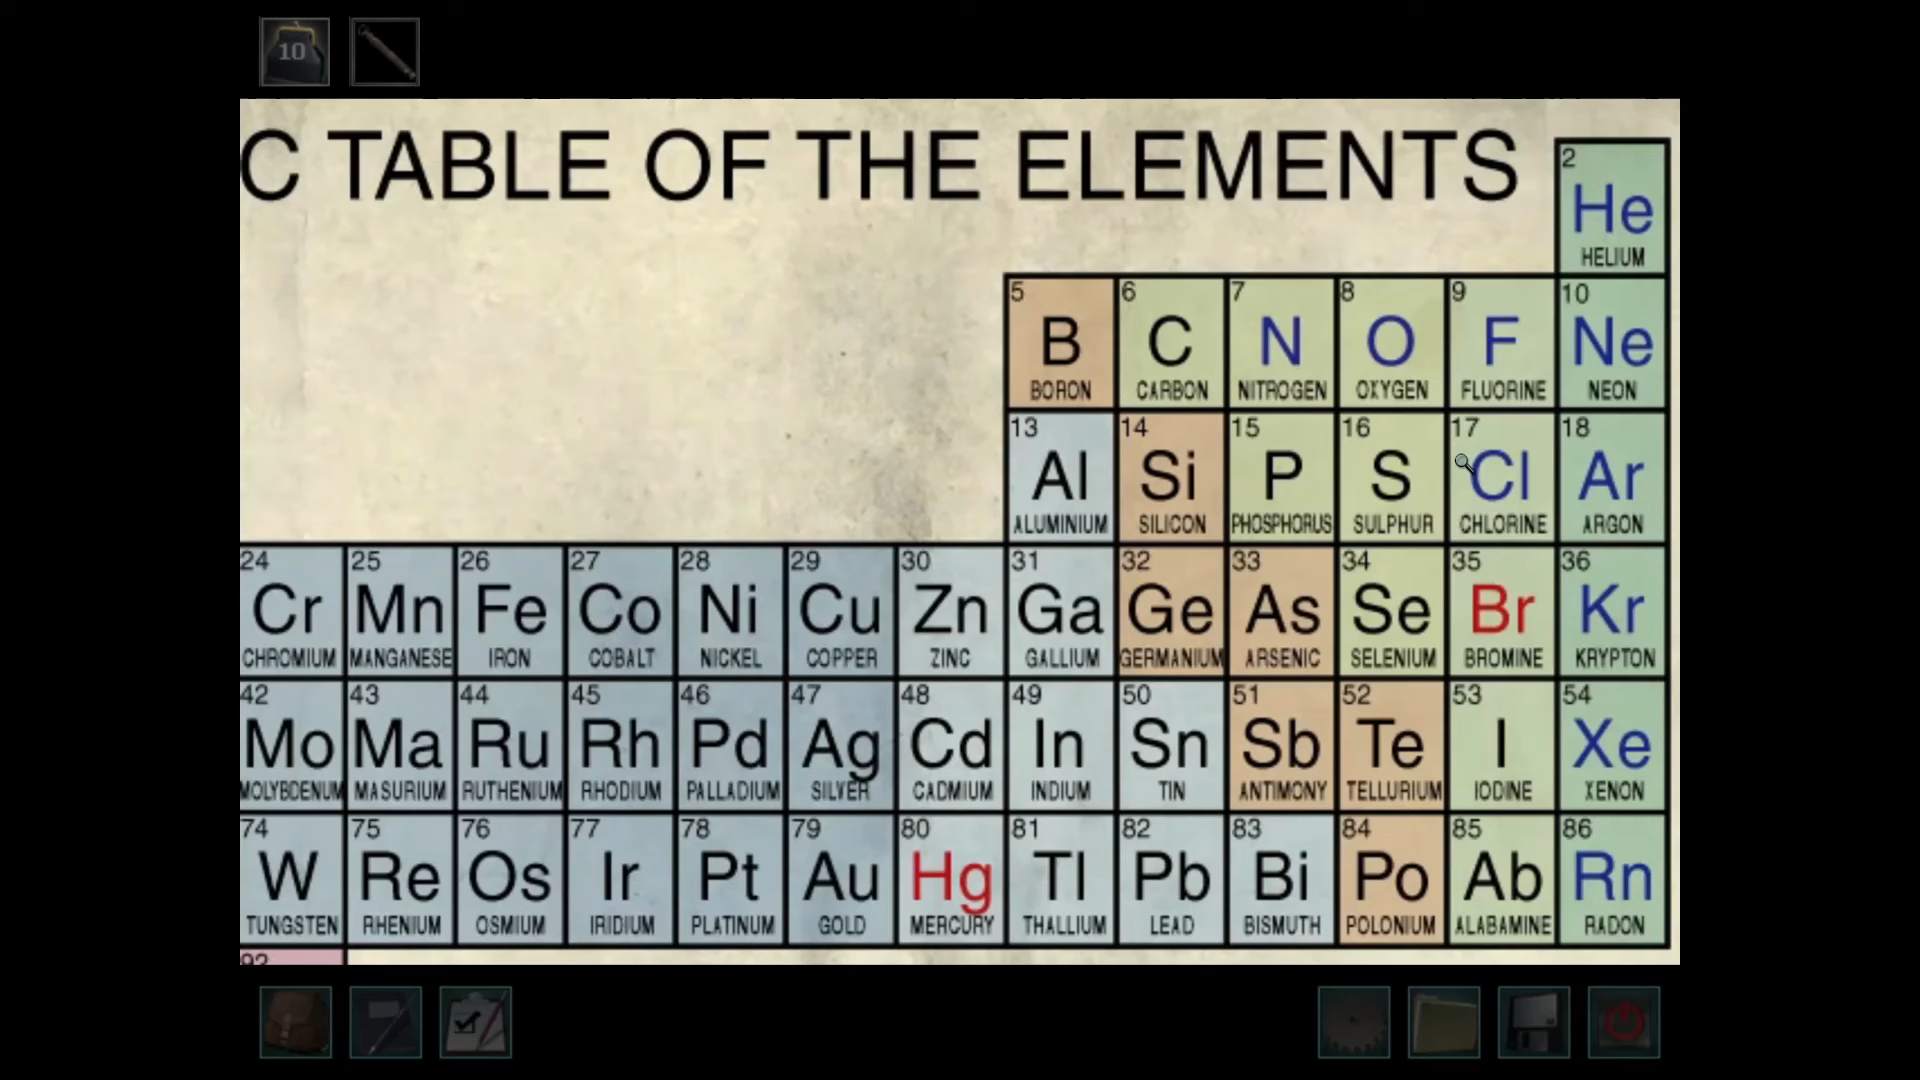 10
C TABLE OF THE ELEMENTS
2
He
HELIUM
5 6 7 8 9 10
B C N O F Ne
BORON CARBON NITROGEN OXYGEN FLUORINE NEON
13 14 15 16 17 18
Al Si P S Cl Ar
ALUMINIUM SILICON PHOSPHORUS SULPHUR CHLORINE ARGON
24 25 26 27 28 29 30 31 32 33 34 35 36
Cr Mn Fe Co Ni Cu Zn Ga Ge As Se Br Kr
CHROMIUM MANGANESE IRON COBALT NICKEL COPPER ZINC GALLIUM GERMANIUM ARSENIC SELENIUM BROMINE KRYPTON
42 43 44 45 46 47 48 49 50 51 52 53 54
Mo Ma Ru Rh Pd Ag Cd In Sn Sb Te I Xe
MOLYBDENUM MASURIUM RUTHENIUM RHODIUM PALLADIUM SILVER CADMIUM INDIUM TIN ANTIMONY TELLURIUM IODINE XENON
74 75 76 77 78 79 80 81 82 83 84 85 86
W Re Os Ir Pt Au Hg Tl Pb Bi Po Ab Rn
TUNGSTEN RHENIUM OSMIUM IRIDIUM PLATINUM GOLD MERCURY THALLIUM LEAD BISMUTH POLONIUM ALABAMINE RADON
92